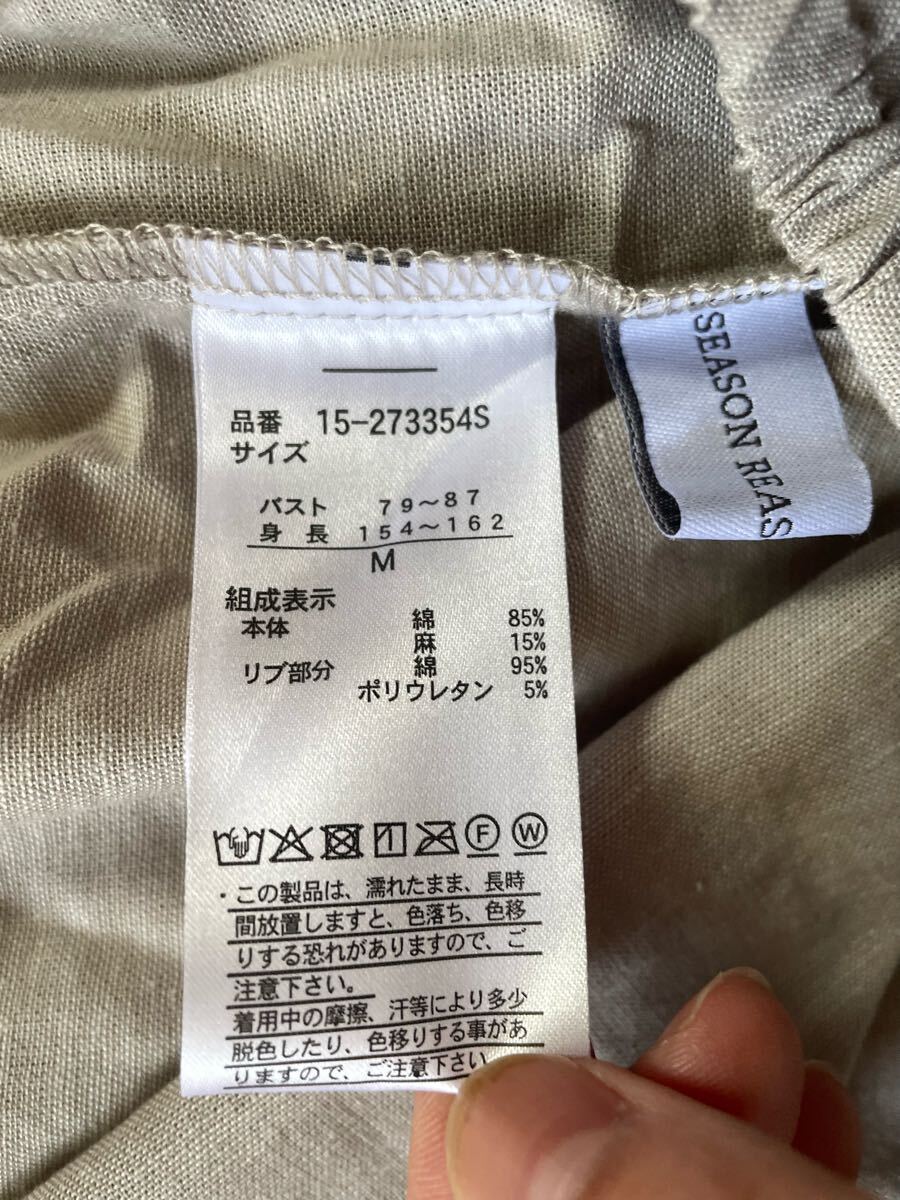 品番 15-273354S
サイズ
バスト 79～87
身長 154～162
M
組成表示
本体 綿 85%
麻 15%
リブ部分 綿 95%
ポリウレタン 5%
F W
・この製品は、濡れたまま、長時
間放置しますと、色落ち、色移
りする恐れがありますので、ご
注意下さい。
着用中の摩擦、汗等により多少
脱色したり、色移りする事があ
りますので、ご注意下さい
SEASON REAS